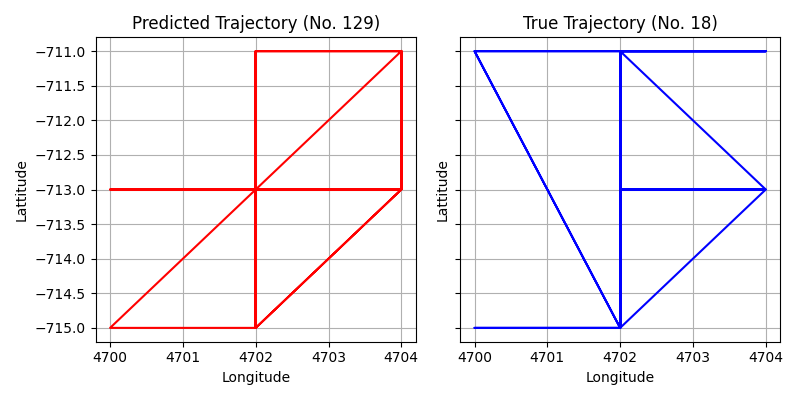 Predicted Trajectory (No. 129)
True Trajectory (No. 18)
−711.0
−711.5
−712.0
−712.5
−713.0
−713.5
−714.0
−714.5
−715.0
Lattitude
Lattitude
4700 4701 4702 4703 4704
4700 4701 4702 4703 4704
Longitude
Longitude